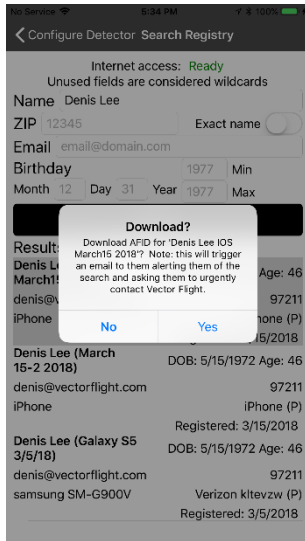 No Service 5:34 PM 100%
Configure Detector Search Registry
Internet access: Ready
Unused fields are considered wildcards
Name Denis Lee
ZIP 12345 Exact name
Email email@domain.com
Birthday 1977 Min
Month 12 Day 31 Year 1977 Max
Results
Download?
Download AFID for 'Denis Lee IOS
March15 2018'? Note: this will trigger
an email to them alerting them of the
search and asking them to urgently
contact Vector Flight.
No Yes
Denis Le
March1 Age: 46
denis@v 97211
iPhone hone (P)
/15/2018
Denis Lee (March
15-2 2018) DOB: 5/15/1972 Age: 46
denis@vectorflight.com 97211
iPhone iPhone (P)
Registered: 3/15/2018
Denis Lee (Galaxy S5
3/5/18) DOB: 5/15/1972 Age: 46
denis@vectorflight.com 97211
samsung SM-G900V Verizon kltevzw (P)
Registered: 3/5/2018